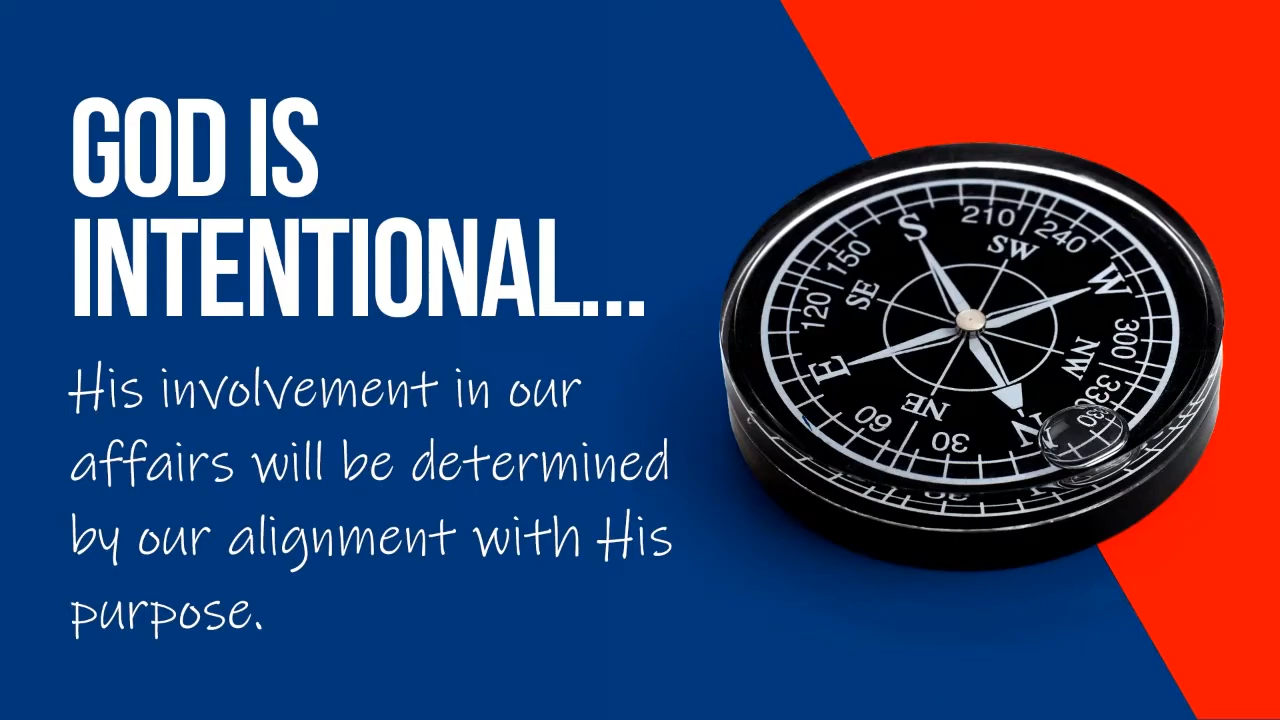 GOD IS
INTENTIONAL...
His involvement in our
affairs will be determined
by our alignment with His
purpose.
S
210
240
SW
W
150
SE
120
300
NW
E
330
60
NE
30
N
330